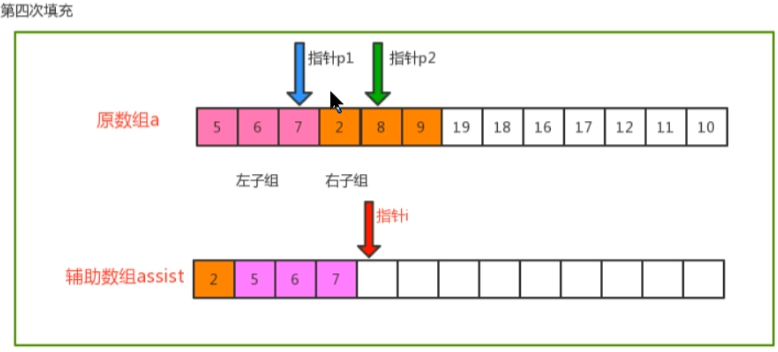 第四次填充
指针p1 指针p2
原数组a 5 6 7 2 8 9 19 18 16 17 12 11 10
左子组 右子组
指针i
辅助数组assist 2 5 6 7